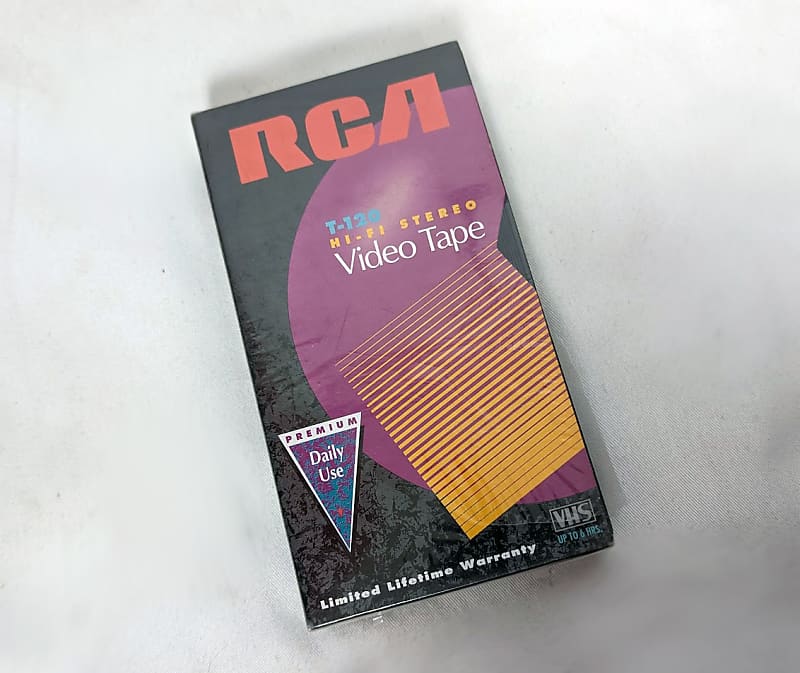 RCA
T-120
HI-FI STEREO
Video Tape
PREMIUM
Daily
Use
VHS
UP TO 6 HRS.
Limited Lifetime Warranty